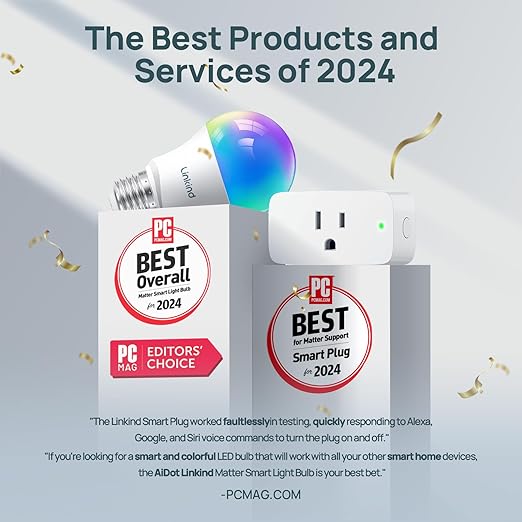 The Best Products and
Services of 2024
Linkind
PC
PCMAG.COM
BEST
Overall
Matter Smart Light Bulb
for 2024
PC
MAG
EDITORS'
CHOICE
PC
PCMAG.COM
BEST
for Matter Support
Smart Plug
for 2024
"The Linkind Smart Plug worked faultlesslyin testing, quickly responding to Alexa,
Google, and Siri voice commands to turn the plug on and off."
"If you're looking for a smart and colorful LED bulb that will work with all your other smart home devices,
the AiDot Linkind Matter Smart Light Bulb is your best bet."
-PCMAG.COM